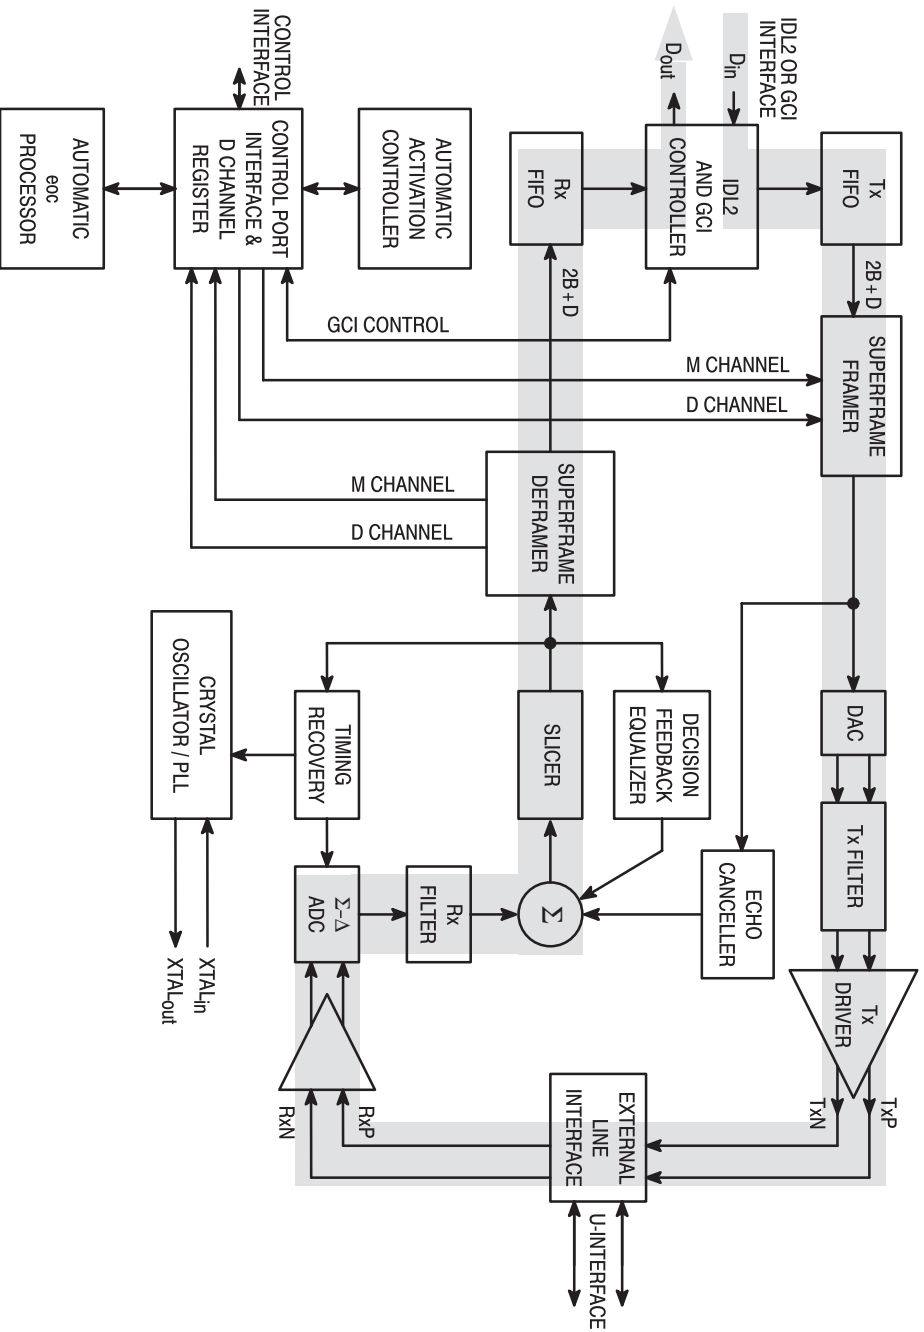 IDL2 OR GCI
INTERFACE
Din
Dout
IDL2
AND GCI
CONTROLLER
Tx
FIFO
2B + D
SUPERFRAME
FRAMER
DAC
Tx FILTER
Tx
DRIVER
TxP
TxN
Rx
FIFO
2B + D
SUPERFRAME
DEFRAMER
SLICER
Σ
DECISION
FEEDBACK
EQUALIZER
ECHO
CANCELLER
EXTERNAL
LINE
INTERFACE
U-INTERFACE
GCI CONTROL
M CHANNEL
D CHANNEL
M CHANNEL
D CHANNEL
TIMING
RECOVERY
Σ–Δ
ADC
Rx
FILTER
RxP
RxN
CRYSTAL
OSCILLATOR / PLL
XTALin
XTALout
CONTROL
INTERFACE
AUTOMATIC
ACTIVATION
CONTROLLER
CONTROL PORT
INTERFACE &
D CHANNEL
REGISTER
AUTOMATIC
eoc
PROCESSOR